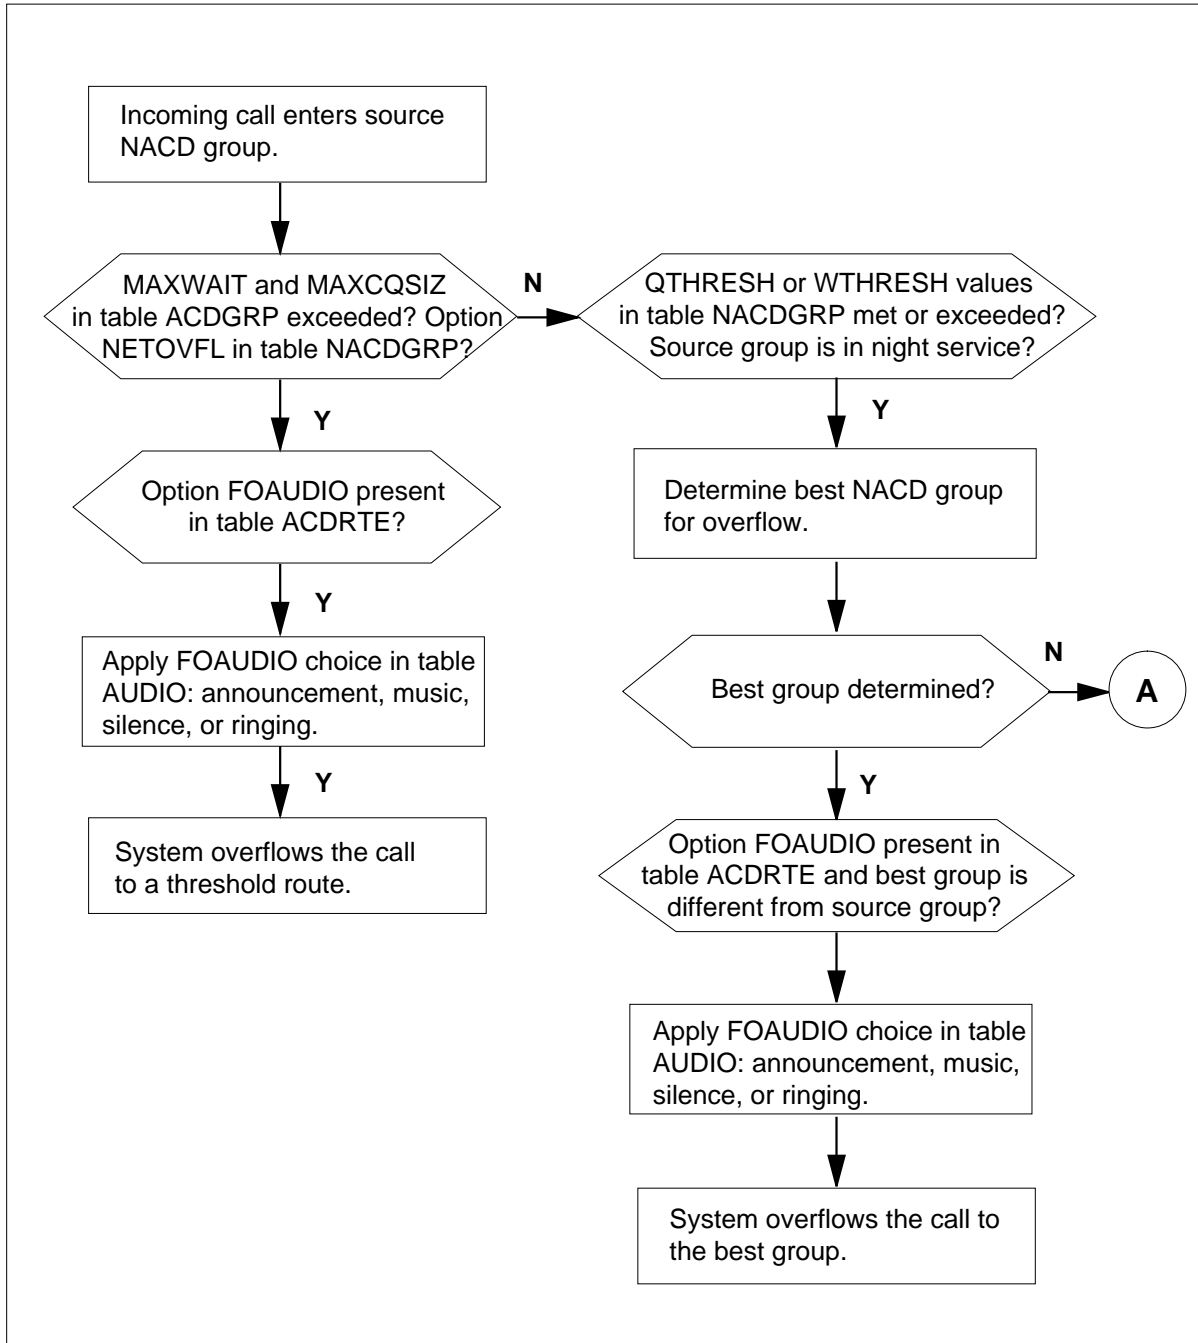 Incoming call enters source
NACD group.
MAXWAIT and MAXCQSIZ
in table ACDGRP exceeded? Option
NETOVFL in table NACDGRP?
N
QTHRESH or WTHRESH values
in table NACDGRP met or exceeded?
Source group is in night service?
Y
Option FOAUDIO present
in table ACDRTE?
Y
Apply FOAUDIO choice in table
AUDIO: announcement, music,
silence, or ringing.
Y
System overflows the call
to a threshold route.
Y
Determine best NACD group
for overflow.
Best group determined?
N
A
Y
Option FOAUDIO present in
table ACDRTE and best group is
different from source group?
Apply FOAUDIO choice in table
AUDIO: announcement, music,
silence, or ringing.
System overflows the call to
the best group.